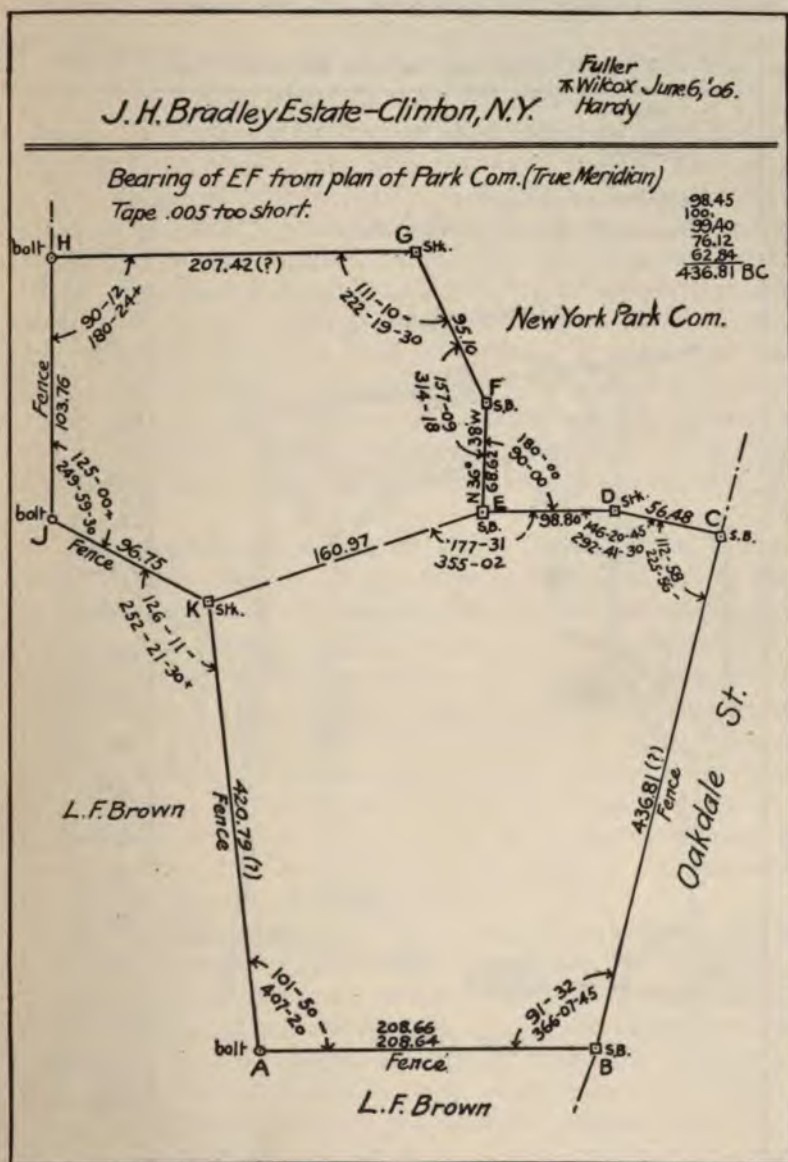 Fuller
⊼ Wilcox June 6, '06.
Hardy
J. H. Bradley Estate-Clinton, N.Y.
Bearing of EF from plan of Park Com. (True Meridian)
Tape .005 too short.
98.45
100.
99.40
76.12
62.84
436.81 BC
bolt H
G Stk.
207.42(?)
90-12
180-24+
111-10-
222-19-30
95.10
New York Park Com.
Fence
103.76
157-09
314-18
F
S.B.
N 36° 38' W
68.62
180-00
90-00
125-00+
249-59-30
bolt
J
E
S.B.
98.80
D Stk.
56.48
C
S.B.
146-20-45
292-41-30
112-58
225-56-
177-31
355-02
Fence
96.75
160.97
K Stk.
126-11-
252-21-30+
L.F. Brown
420.79(?)
Fence
436.81(?)
Fence
Oakdale St.
101-50
407-20
91-32
366-07-45
bolt A
208.66
208.64
Fence
B S.B.
L.F. Brown